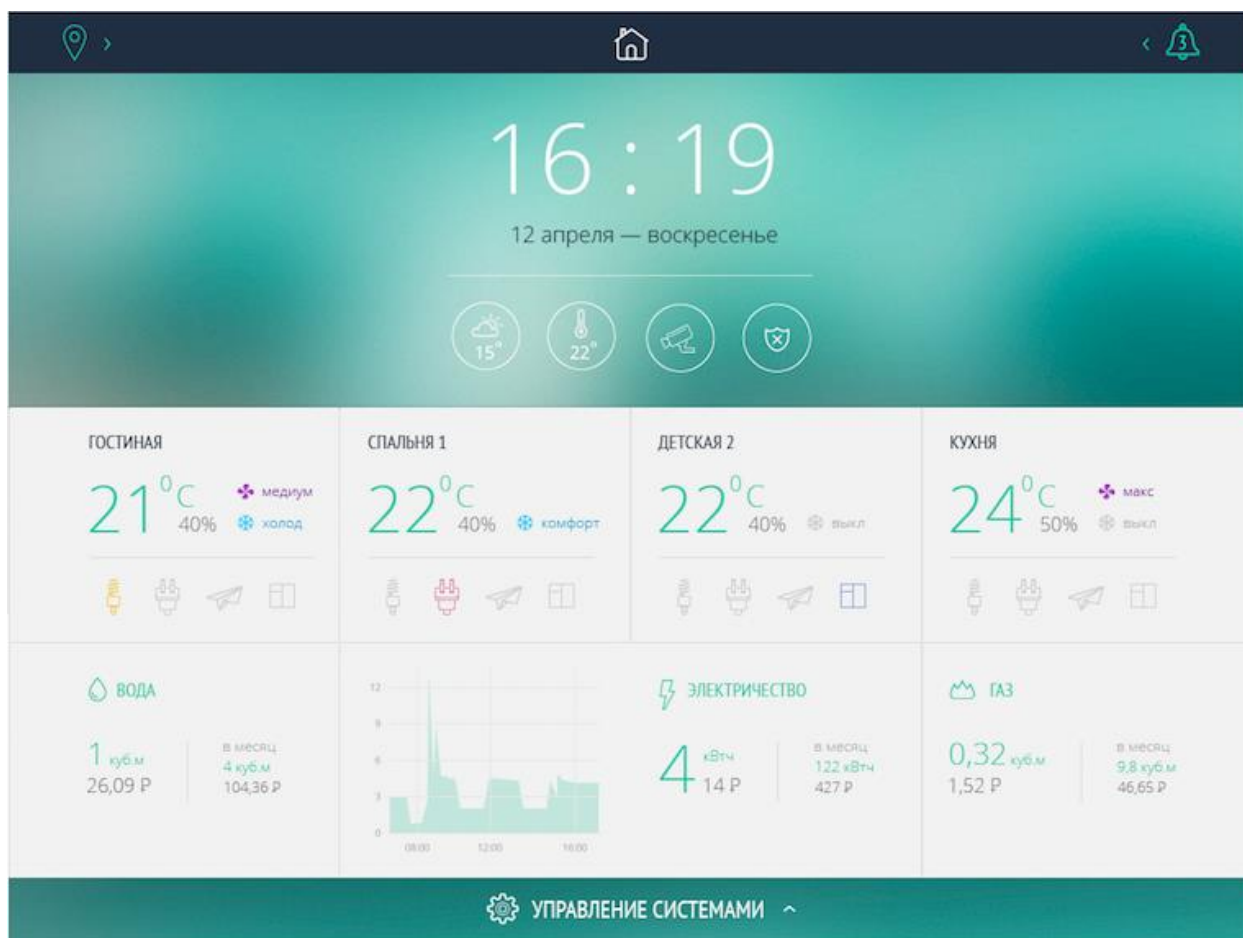 3
16 : 19
12 апреля — воскресенье
15°
22°
ГОСТИНАЯ
21°C
40%
медиум
холод
СПАЛЬНЯ 1
22°C
40%
комфорт
ДЕТСКАЯ 2
22°C
40%
выкл
КУХНЯ
24°C
50%
макс
выкл
ВОДА
1 куб.м
26,09 Р
в месяц
4 куб.м
104,36 Р
12
9
6
3
0
08:00 12:00 16:00
ЭЛЕКТРИЧЕСТВО
4 кВтч
14 Р
в месяц
122 кВтч
427 Р
ГАЗ
0,32 куб.м
1,52 Р
в месяц
9,8 куб.м
46,65 Р
УПРАВЛЕНИЕ СИСТЕМАМИ